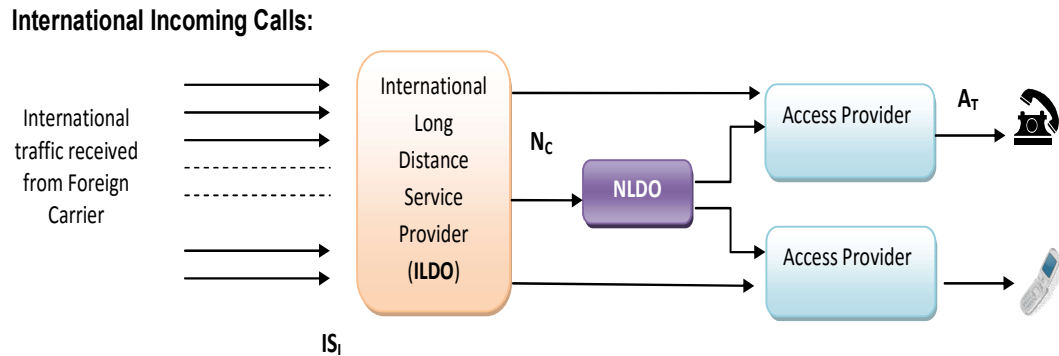 International Incoming Calls:
International
traffic received
from Foreign
Carrier
International
Long
Distance
Service
Provider
(ILDO)
IS_I
N_C
NLDO
Access Provider
A_T
Access Provider